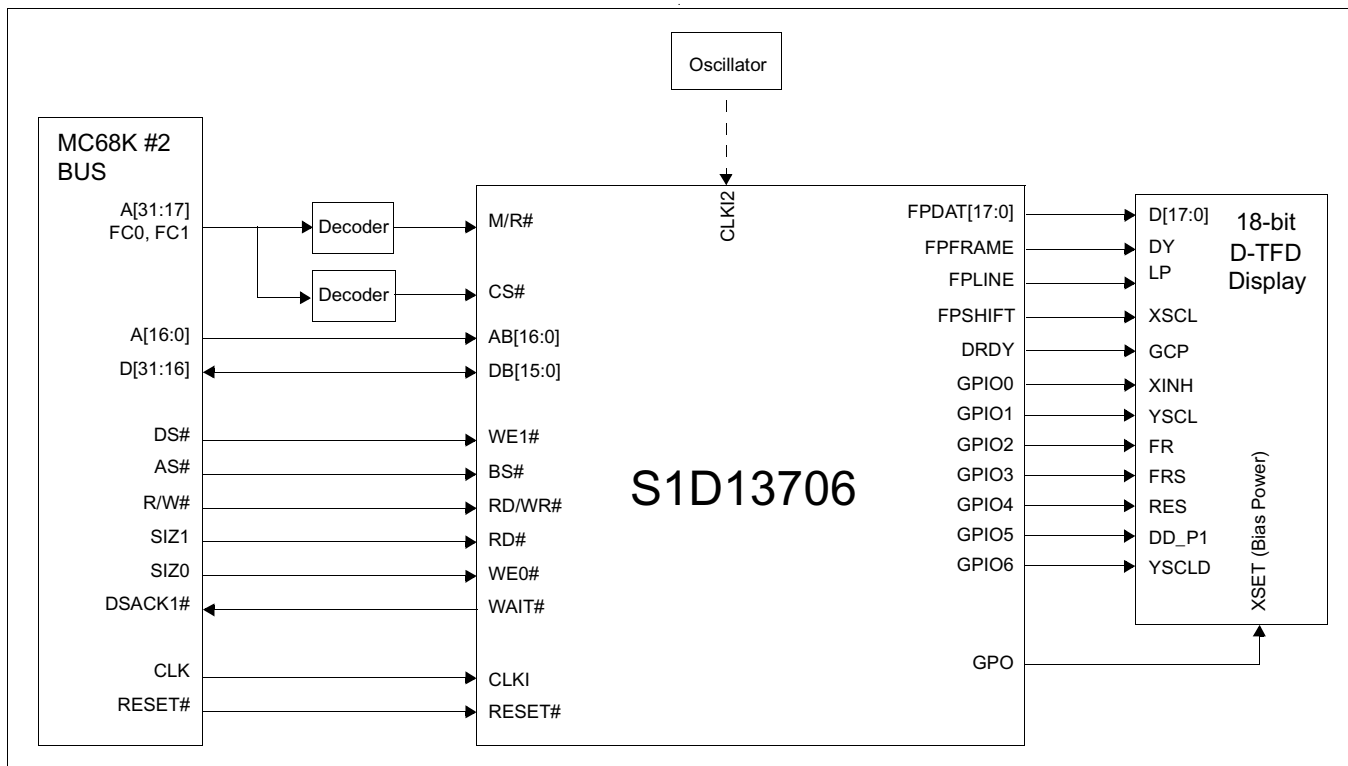 Oscillator
MC68K #2
BUS
A[31:17]
FC0, FC1
Decoder
Decoder
A[16:0]
D[31:16]
DS#
AS#
R/W#
SIZ1
SIZ0
DSACK1#
CLK
RESET#
M/R#
CS#
AB[16:0]
DB[15:0]
WE1#
BS#
RD/WR#
RD#
WE0#
WAIT#
CLKI
RESET#
CLKI2
S1D13706
FPDAT[17:0]
FPFRAME
FPLINE
FPSHIFT
DRDY
GPIO0
GPIO1
GPIO2
GPIO3
GPIO4
GPIO5
GPIO6
GPO
D[17:0]
DY
LP
XSCL
GCP
XINH
YSCL
FR
FRS
RES
DD_P1
YSCLD
18-bit
D-TFD
Display
XSET (Bias Power)